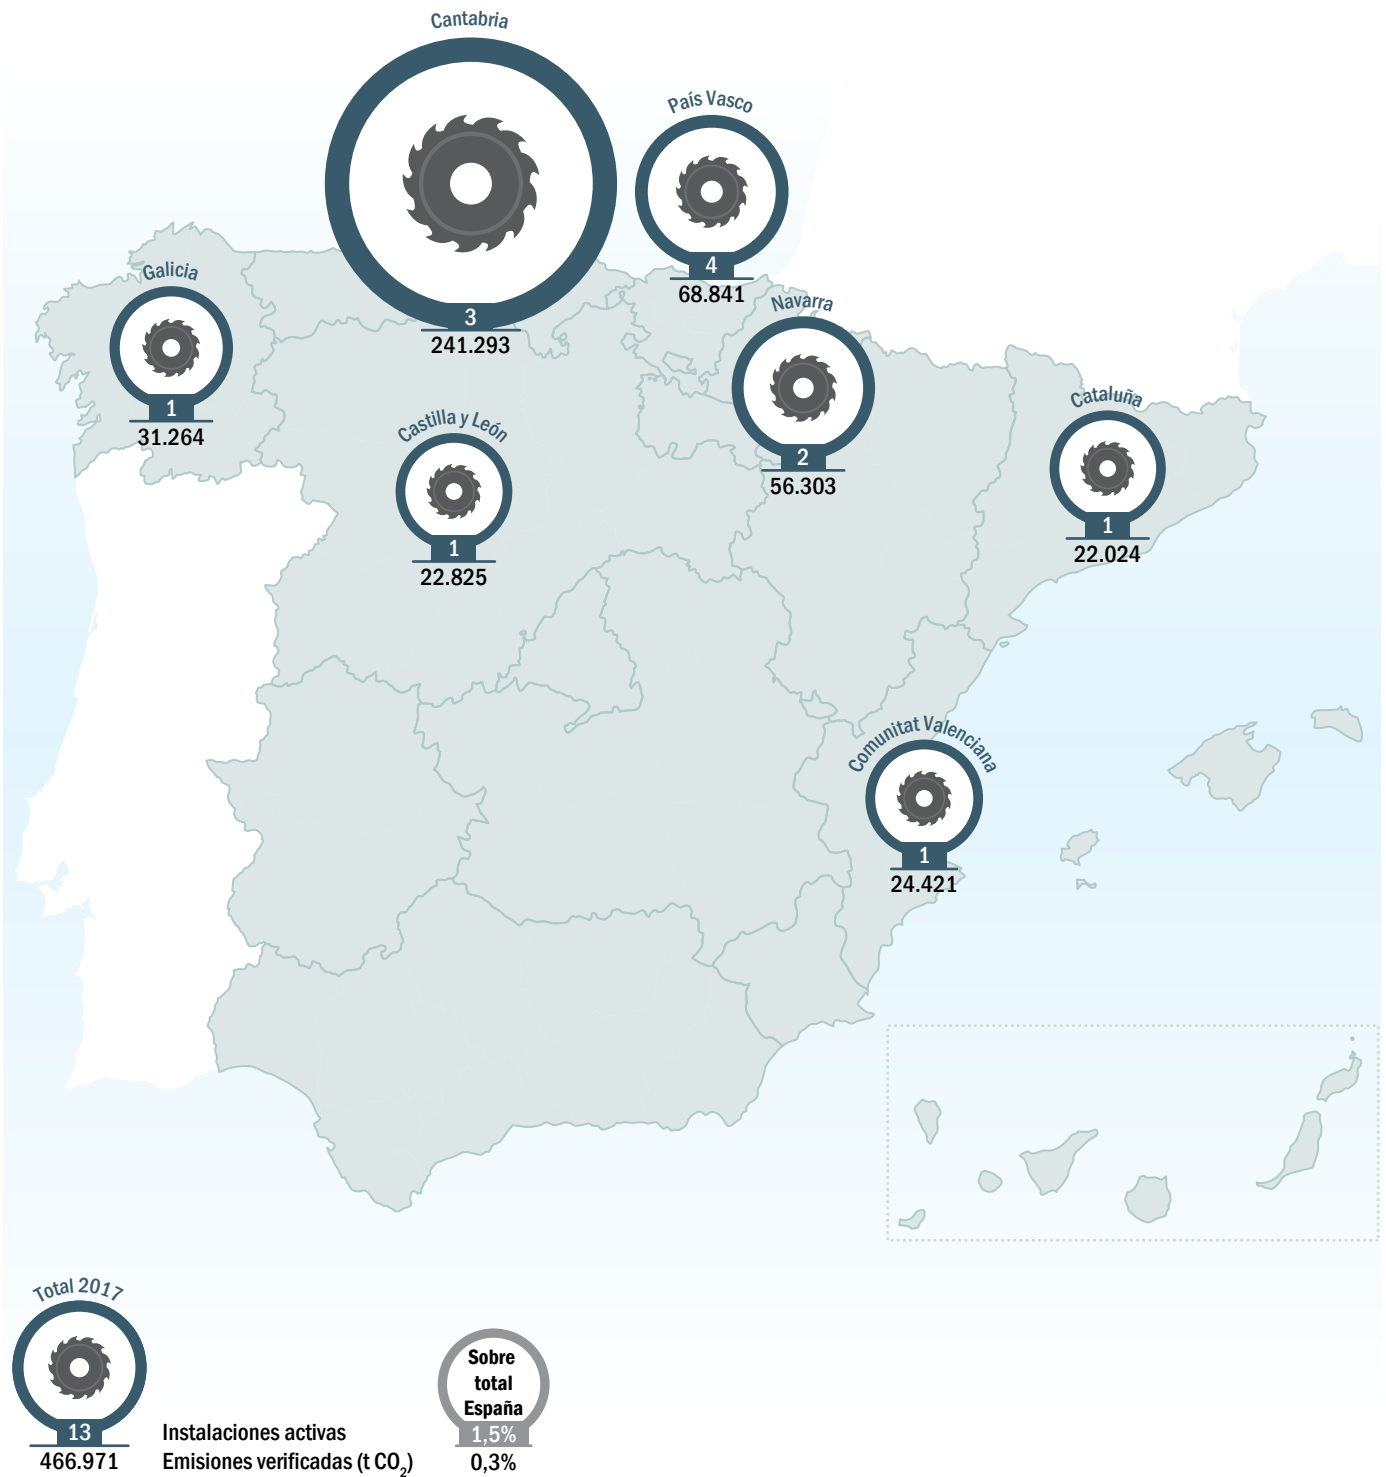 Cantabria
3
241.293
País Vasco
4
68.841
Galicia
1
31.264
Navarra
2
56.303
Castilla y León
1
22.825
Cataluña
1
22.024
Comunitat Valenciana
1
24.421
Total 2017
13
466.971
Instalaciones activas
Emisiones verificadas (t CO₂)
Sobre
total
España
1,5%
0,3%